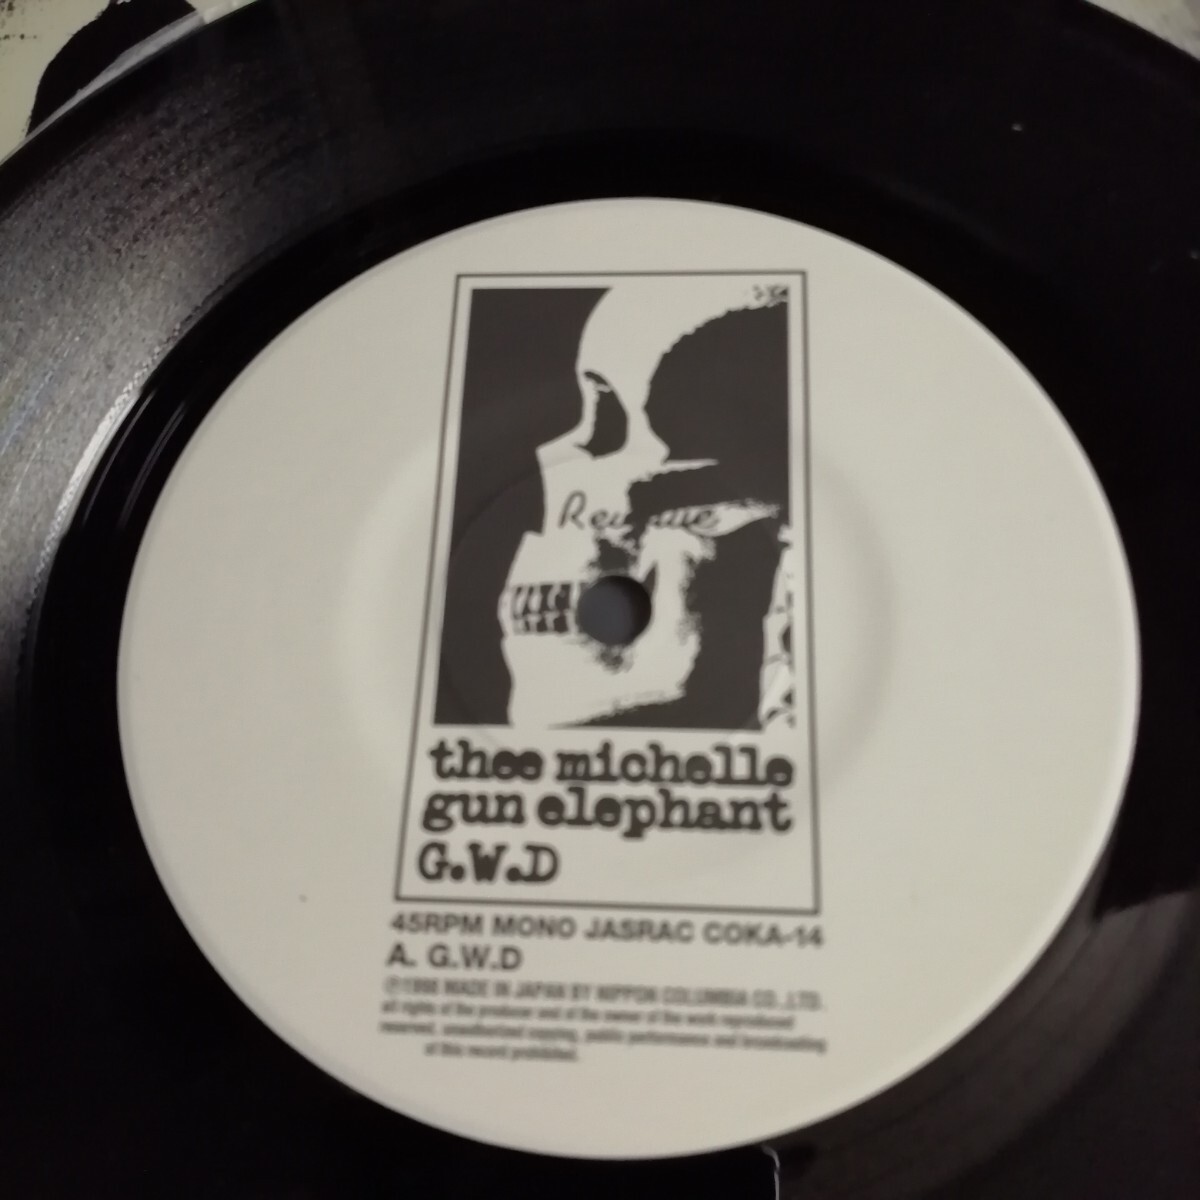 thee michelle
gun elephant
G.W.D
45RPM MONO JASRAC COKA-14
A. G.W.D
℗1998 MADE IN JAPAN BY NIPPON COLUMBIA CO.,LTD.
all rights of the producer and of the owner of the work reproduced
reserved. unauthorized copying, public performance and broadcasting
of this record prohibited.